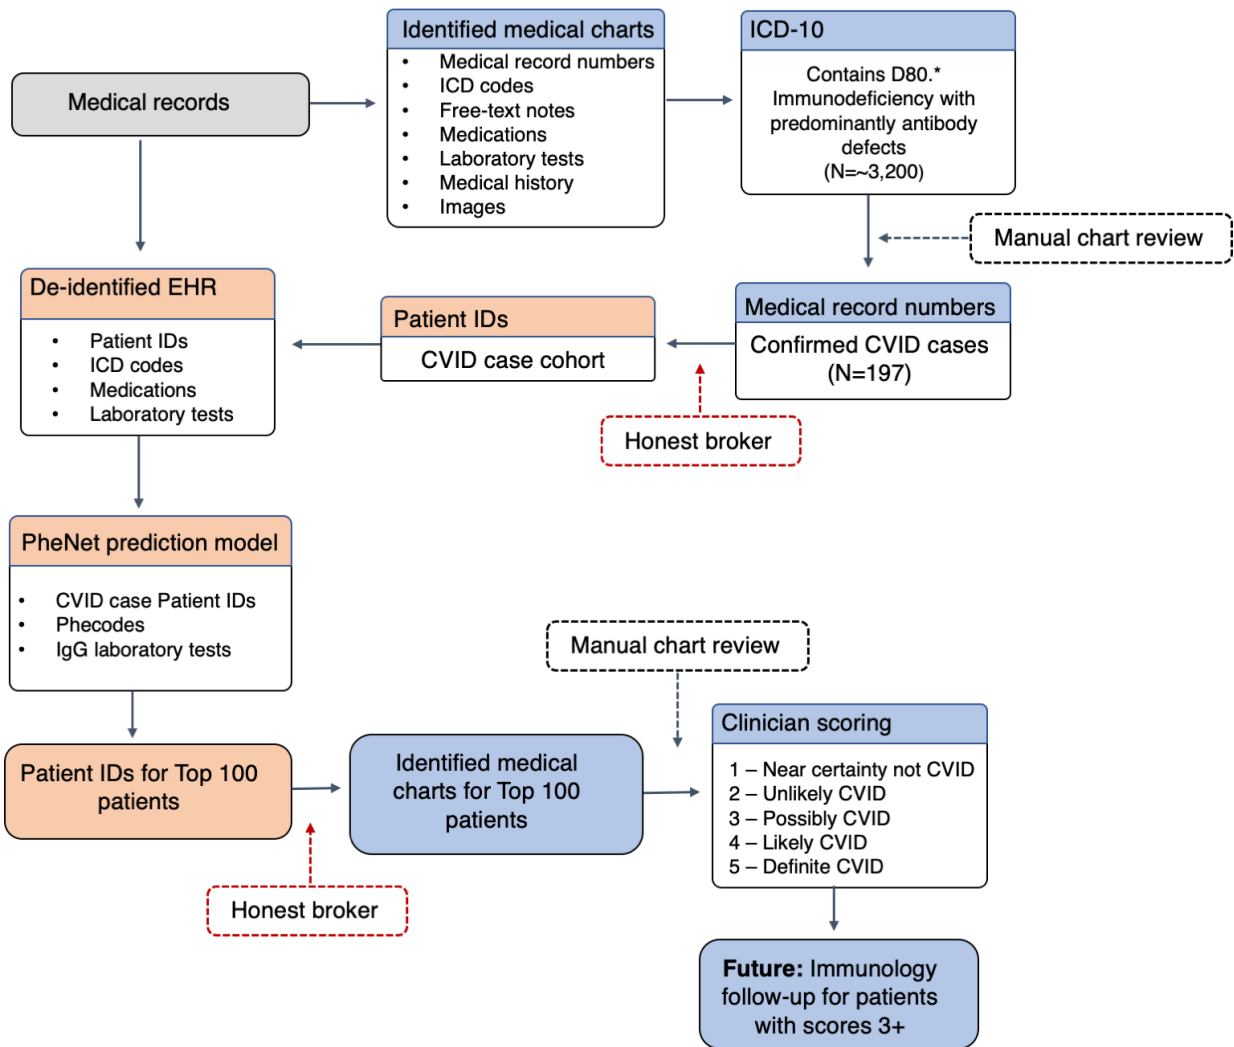 Medical records
Identified medical charts
• Medical record numbers
• ICD codes
• Free-text notes
• Medications
• Laboratory tests
• Medical history
• Images
ICD-10
Contains D80.*
Immunodeficiency with
predominantly antibody
defects
(N=~3,200)
Manual chart review
De-identified EHR
• Patient IDs
• ICD codes
• Medications
• Laboratory tests
Patient IDs
CVID case cohort
Medical record numbers
Confirmed CVID cases
(N=197)
Honest broker
PheNet prediction model
• CVID case Patient IDs
• Phecodes
• IgG laboratory tests
Manual chart review
Patient IDs for Top 100
patients
Identified medical
charts for Top 100
patients
Clinician scoring
1 – Near certainty not CVID
2 – Unlikely CVID
3 – Possibly CVID
4 – Likely CVID
5 – Definite CVID
Honest broker
Future: Immunology
follow-up for patients
with scores 3+